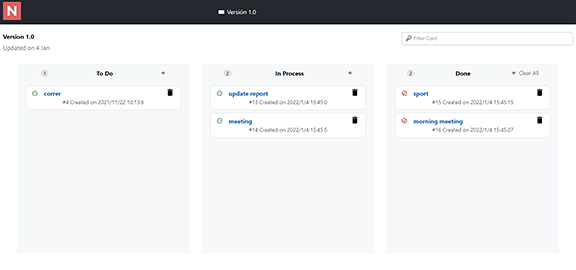 N
Versión 1.0
Version 1.0
Updated on 4 Jan
Filter Card
1 To Do +
correr
#4 Created on 2021/11/22 10:13:6
2 In Process +
update report
#13 Created on 2022/1/4 15:45:0
meeting
#14 Created on 2022/1/4 15:45:5
2 Done + Clear All
sport
#15 Created on 2022/1/4 15:45:15
morning meeting
#16 Created on 2022/1/4 15:45:27